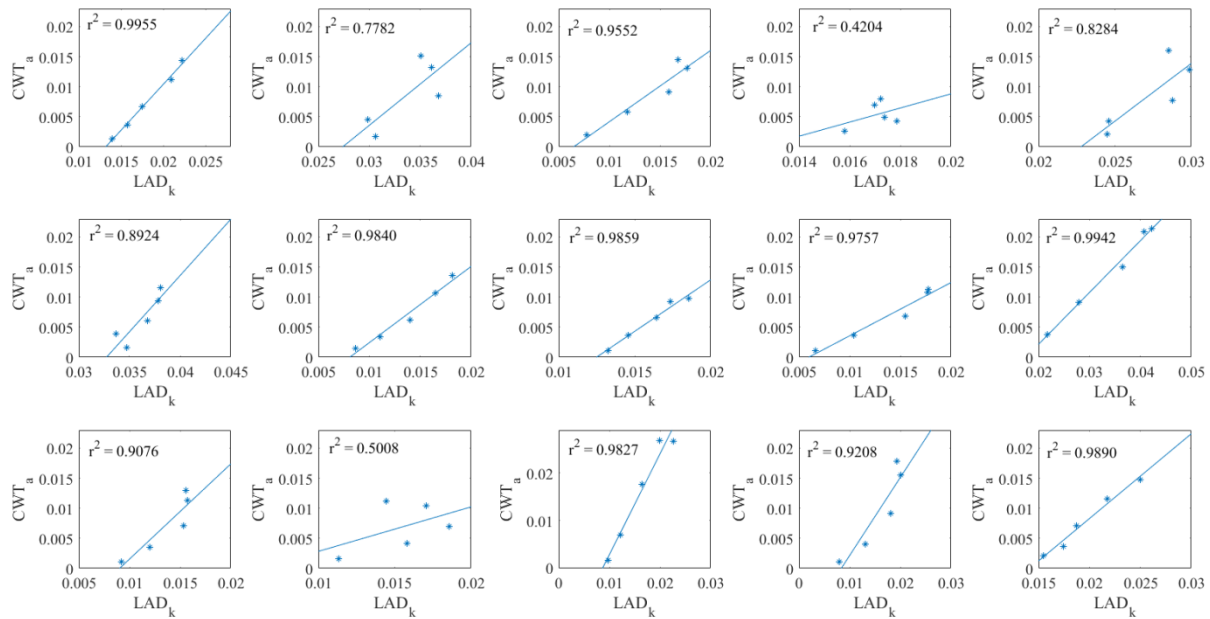 r² = 0.9955
CWT_a
0.02
0.015
0.01
0.005
0
0.01 0.015 0.02 0.025
LAD_k
r² = 0.7782
CWT_a
0.02
0.015
0.01
0.005
0
0.025 0.03 0.035 0.04
LAD_k
r² = 0.9552
CWT_a
0.02
0.015
0.01
0.005
0
0.005 0.01 0.015 0.02
LAD_k
r² = 0.4204
CWT_a
0.02
0.015
0.01
0.005
0
0.014 0.016 0.018 0.02
LAD_k
r² = 0.8284
CWT_a
0.02
0.015
0.01
0.005
0
0.02 0.025 0.03
LAD_k
r² = 0.8924
CWT_a
0.02
0.015
0.01
0.005
0
0.03 0.035 0.04 0.045
LAD_k
r² = 0.9840
CWT_a
0.02
0.015
0.01
0.005
0
0.005 0.01 0.015 0.02
LAD_k
r² = 0.9859
CWT_a
0.02
0.015
0.01
0.005
0
0.01 0.015 0.02
LAD_k
r² = 0.9757
CWT_a
0.02
0.015
0.01
0.005
0
0.005 0.01 0.015 0.02
LAD_k
r² = 0.9942
CWT_a
0.02
0.015
0.01
0.005
0
0.02 0.03 0.04 0.05
LAD_k
r² = 0.9076
CWT_a
0.02
0.015
0.01
0.005
0
0.005 0.01 0.015 0.02
LAD_k
r² = 0.5008
CWT_a
0.02
0.015
0.01
0.005
0
0.01 0.015 0.02
LAD_k
r² = 0.9827
CWT_a
0.02
0.01
0
0 0.01 0.02 0.03
LAD_k
r² = 0.9208
CWT_a
0.02
0.015
0.01
0.005
0
0 0.01 0.02 0.03
LAD_k
r² = 0.9890
CWT_a
0.02
0.015
0.01
0.005
0
0.015 0.02 0.025 0.03
LAD_k